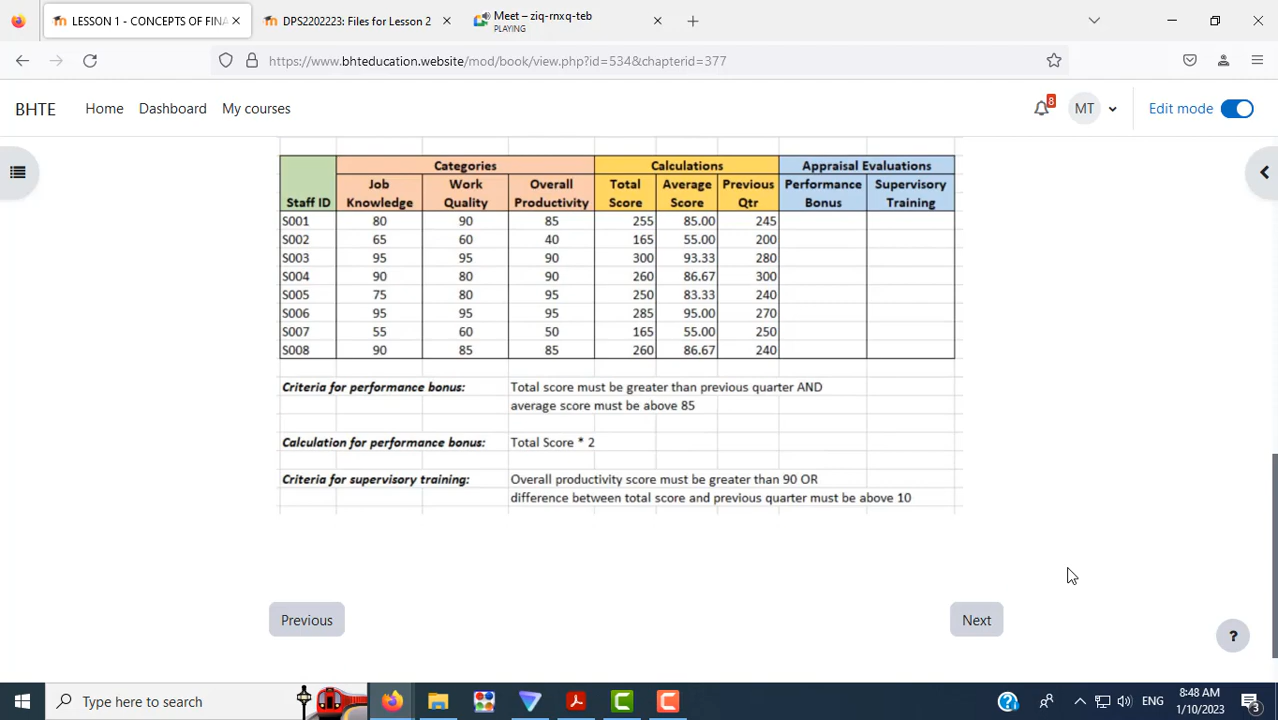 LESSON 1 - CONCEPTS OF FINA
DPS2202223: Files for Lesson 2
Meet – ziq-rnxq-teb
PLAYING
https://www.bhteducation.website/mod/book/view.php?id=534&chapterid=377
BHTE Home Dashboard My courses 8 MT Edit mode
Categories Calculations Appraisal Evaluations
Staff ID Job Knowledge Work Quality Overall Productivity Total Score Average Score Previous Qtr Performance Bonus Supervisory Training
S001 80 90 85 255 85.00 245
S002 65 60 40 165 55.00 200
S003 95 95 90 300 93.33 280
S004 90 80 90 260 86.67 300
S005 75 80 95 250 83.33 240
S006 95 95 95 285 95.00 270
S007 55 60 50 165 55.00 250
S008 90 85 85 260 86.67 240
Criteria for performance bonus: Total score must be greater than previous quarter AND
average score must be above 85
Calculation for performance bonus: Total Score * 2
Criteria for supervisory training: Overall productivity score must be greater than 90 OR
difference between total score and previous quarter must be above 10
Previous Next
?
Type here to search
ENG
8:48 AM
1/10/2023
3